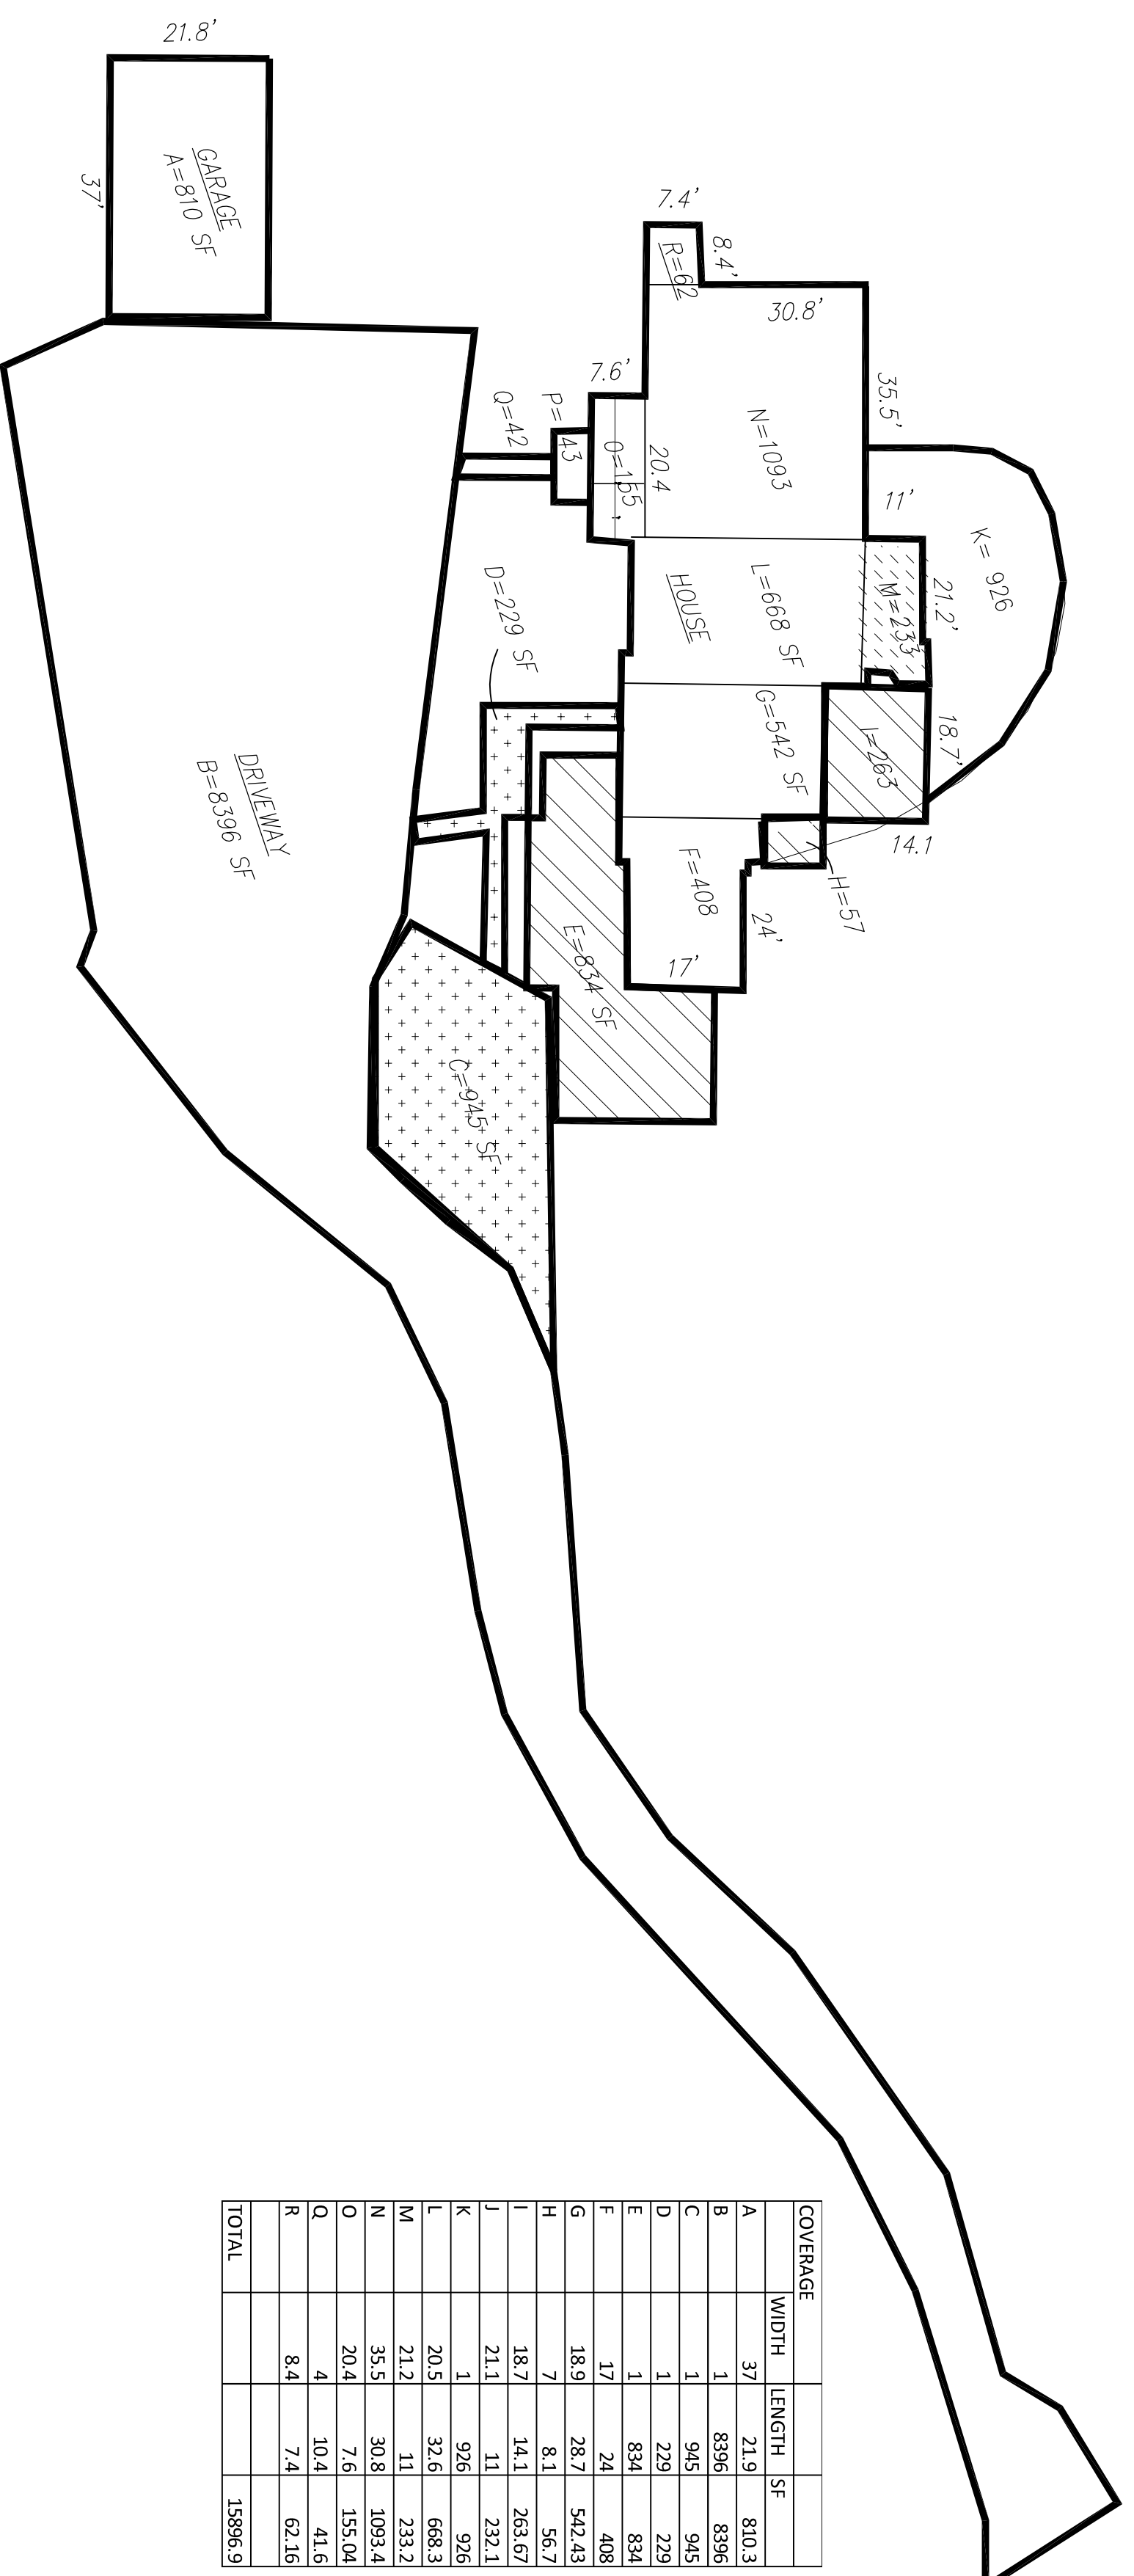 21.8'
GARAGE
A=810 SF
37'
7.4'
8.4'
R=62
30.8'
35.5'
7.6'
Q=42
P=
43
O=155
20.4
N=1093
11'
K= 926
21.2'
M=233
L=668 SF
HOUSE
D=229 SF
G=542 SF
I=263
18.7'
14.1
H=57
F=408
24'
17'
E=834 SF
DRIVEWAY
B=8396 SF
C=945 SF
COVERAGE
WIDTH LENGTH SF
A 37 21.9 810.3
B 1 8396 8396
C 1 945 945
D 1 229 229
E 1 834 834
F 17 24 408
G 18.9 28.7 542.43
H 7 8.1 56.7
I 18.7 14.1 263.67
J 21.1 11 232.1
K 1 926 926
L 20.5 32.6 668.3
M 21.2 11 233.2
N 35.5 30.8 1093.4
O 20.4 7.6 155.04
Q 4 10.4 41.6
R 8.4 7.4 62.16
TOTAL 15896.9